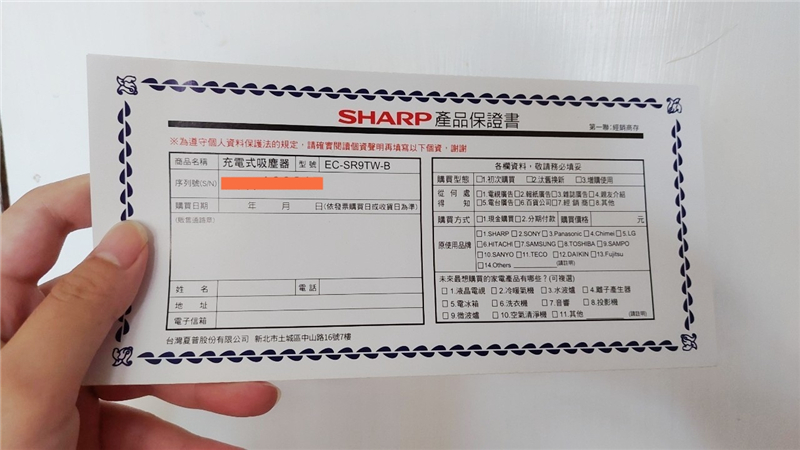 SHARP產品保證書
第一聯:經銷商存
※為遵守個人資料保護法的規定，請確實閱讀個資聲明再填寫以下個資，謝謝
商品名稱 充電式吸塵器 型號 EC-SR9TW-B
序列號(S/N)
購買日期 年 月 日(依發票購買日或收貨日為準)
(販售通路章)
姓名 電話
地址
電子信箱
各欄資料，敬請務必填妥
購買型態 □1.初次購買 □2.汰舊換新 □3.增購使用
從何處得知 □1.電視廣告□2.報紙廣告□3.雜誌廣告□4.親友介紹
□5.電台廣告□6.百貨公司□7.經銷商□8.其他
購買方式 □1.現金購買□2.分期付款 購買價格 元
原使用品牌 □1.SHARP □2.SONY □3.Panasonic □4.Chimei □5.LG
□6.HITACHI □7.SAMSUNG □8.TOSHIBA □9.SAMPO
□10.SANYO □11.TECO □12.DAIKIN □13.Fujitsu
□14.Others (請註明)
未來最想購買的家電產品有哪些?(可複選)
□1.液晶電視 □2.冷暖氣機 □3.水波爐 □4.離子產生器
□5.電冰箱 □6.洗衣機 □7.音響 □8.投影機
□9.微波爐 □10.空氣清淨機 □11.其他 (請註明)
台灣夏普股份有限公司 新北市土城區中山路16號7樓